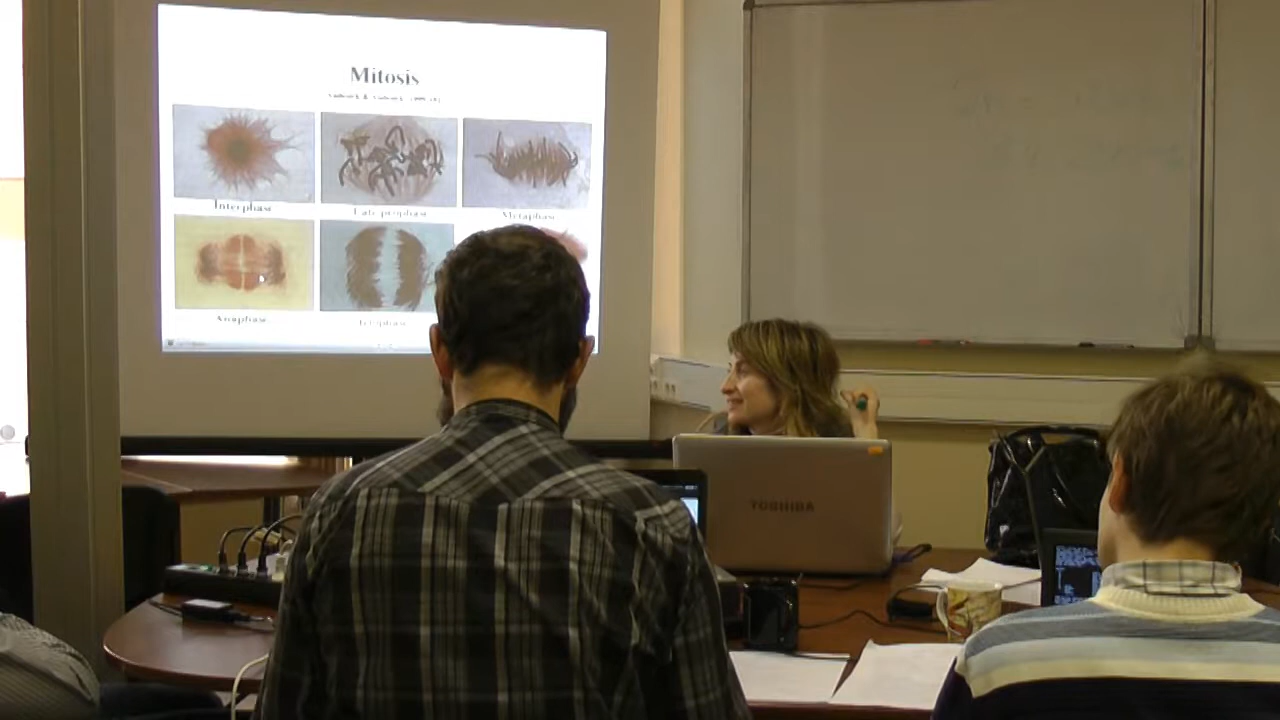 Mitosis
Interphase
Late prophase
Metaphase
Anaphase
Telophase
TOSHIBA